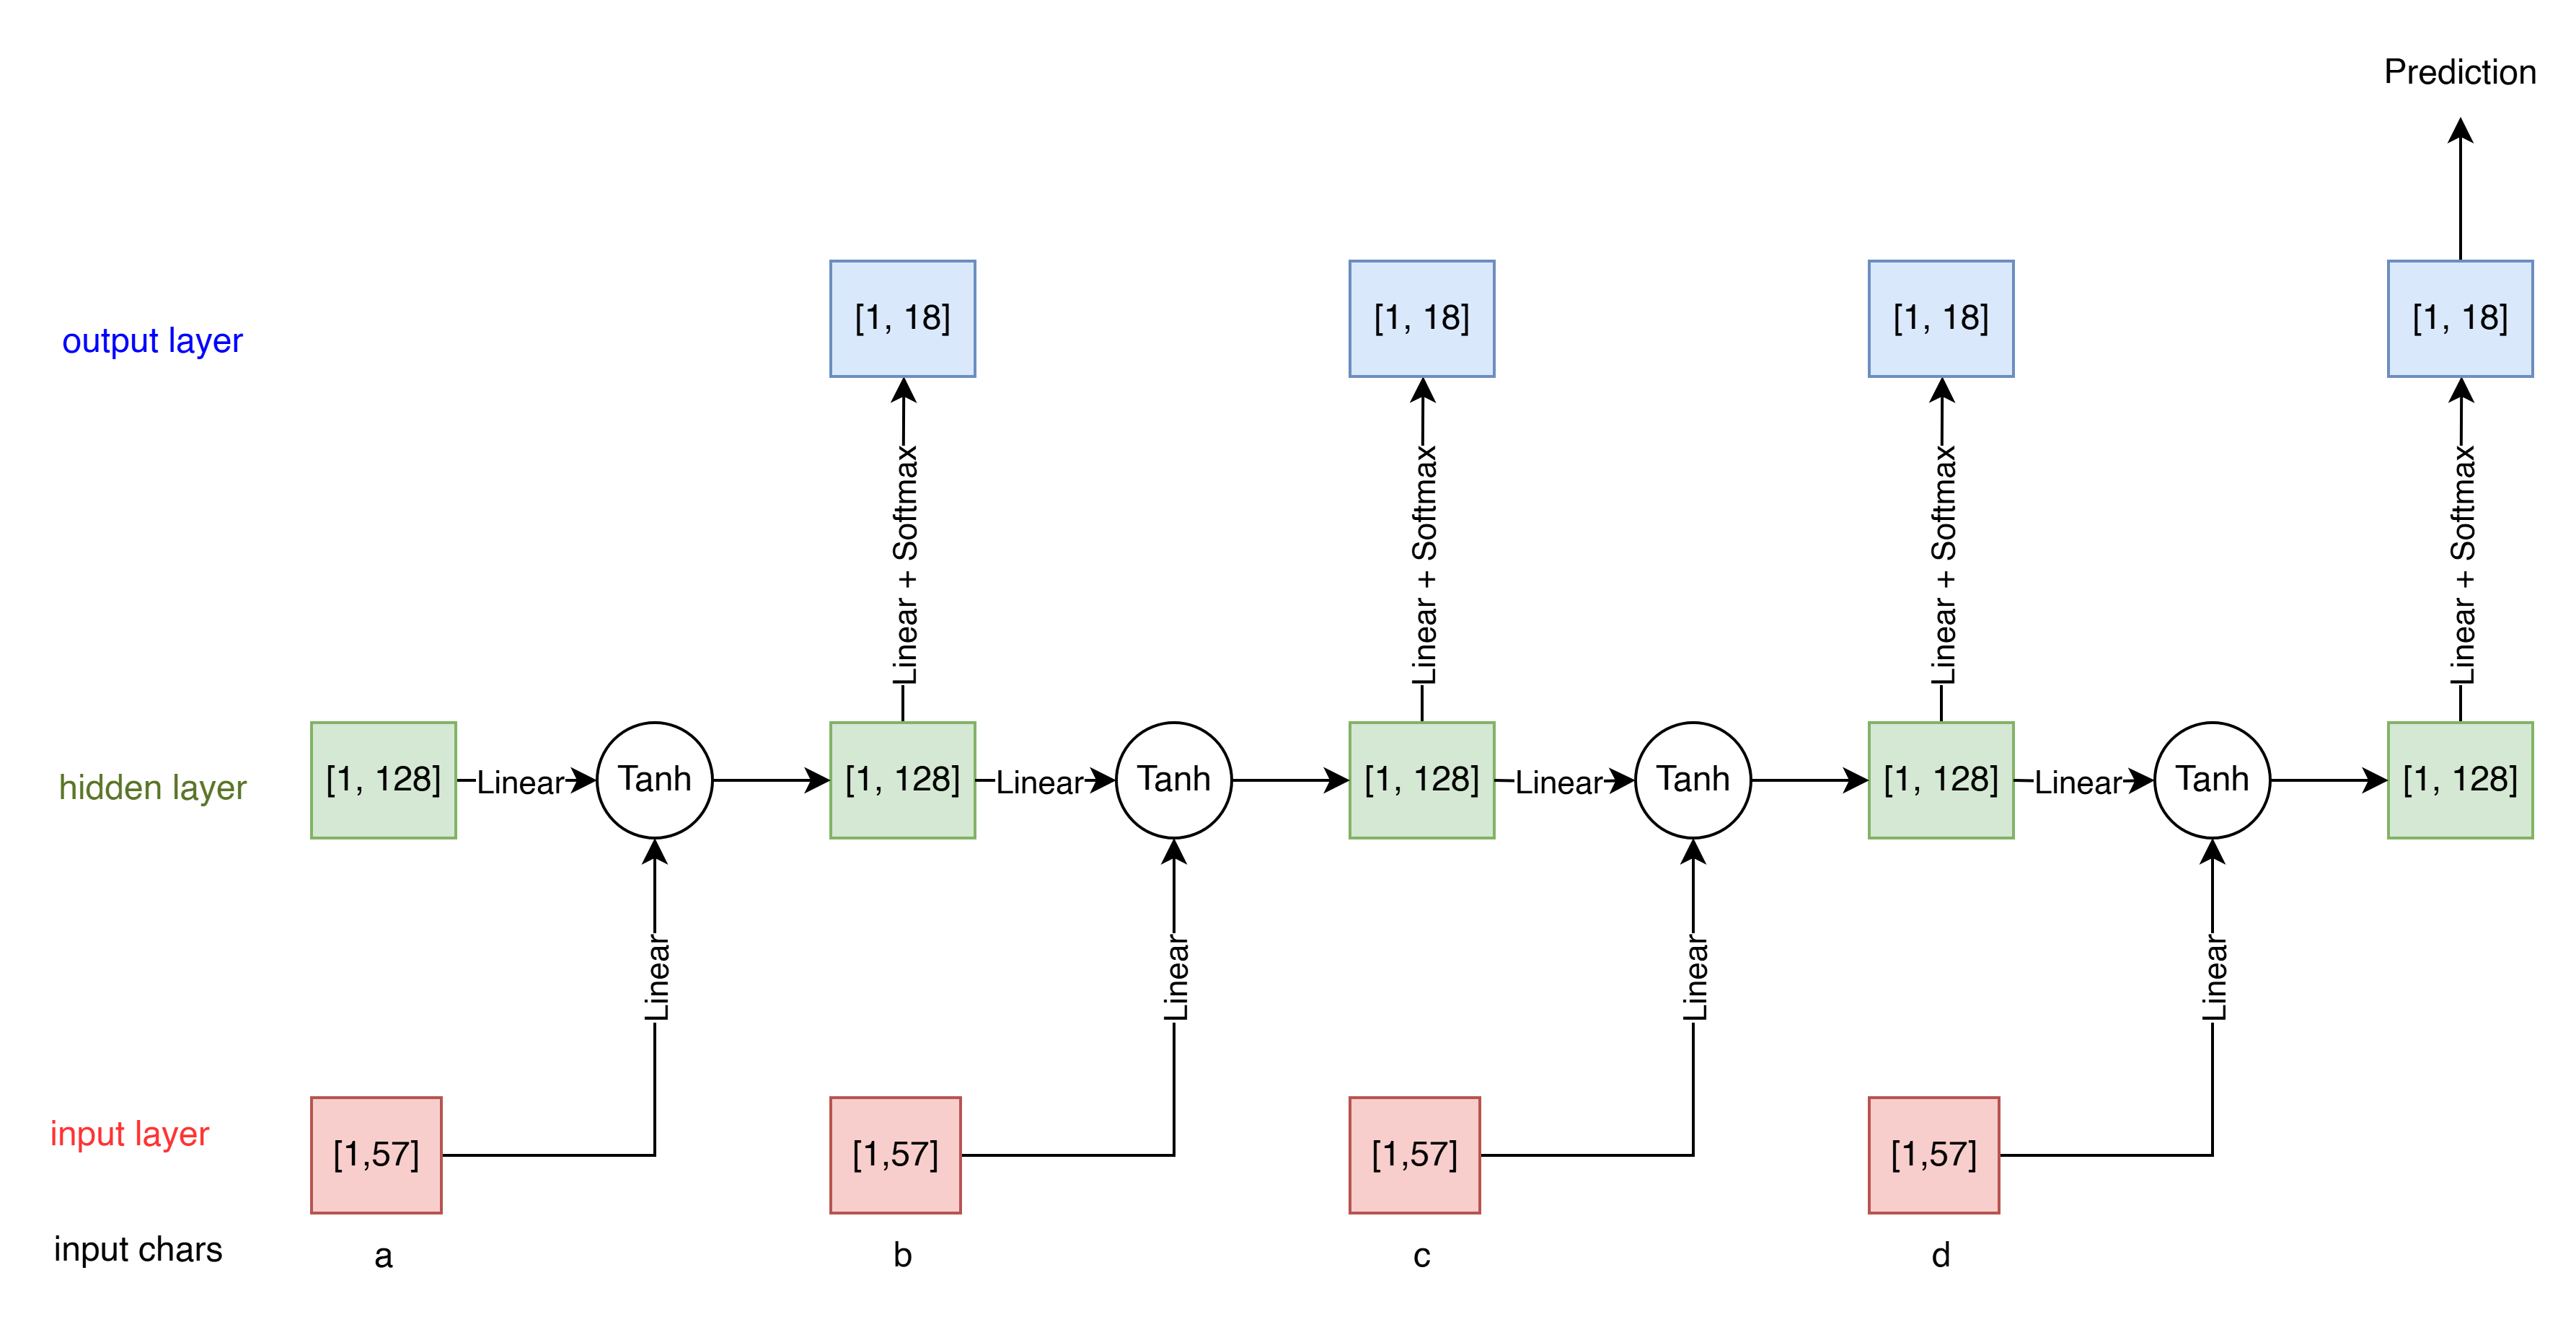 Prediction
output layer
[1, 18]
[1, 18]
[1, 18]
[1, 18]
Linear + Softmax
Linear + Softmax
Linear + Softmax
Linear + Softmax
hidden layer
[1, 128]
Linear
Tanh
[1, 128]
Linear
Tanh
[1, 128]
Linear
Tanh
[1, 128]
Linear
Tanh
[1, 128]
Linear
Linear
Linear
Linear
input layer
[1,57]
[1,57]
[1,57]
[1,57]
input chars
a
b
c
d